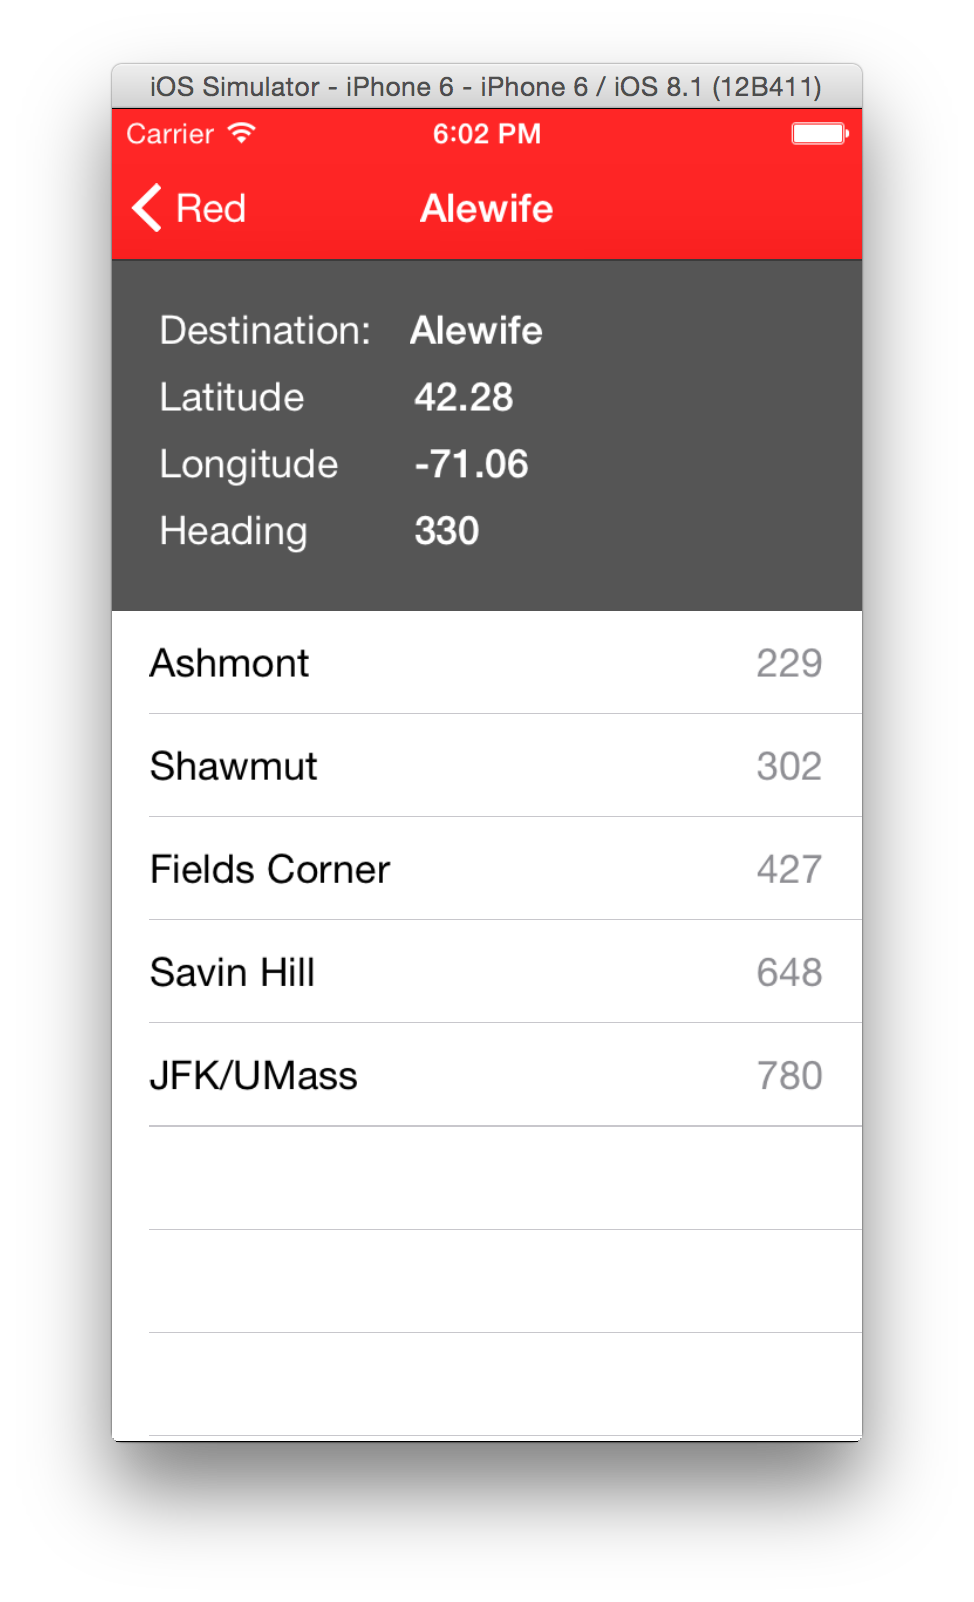 iOS Simulator - iPhone 6 - iPhone 6 / iOS 8.1 (12B411)
Carrier 6:02 PM
Red Alewife
Destination: Alewife
Latitude 42.28
Longitude -71.06
Heading 330
Ashmont 229
Shawmut 302
Fields Corner 427
Savin Hill 648
JFK/UMass 780